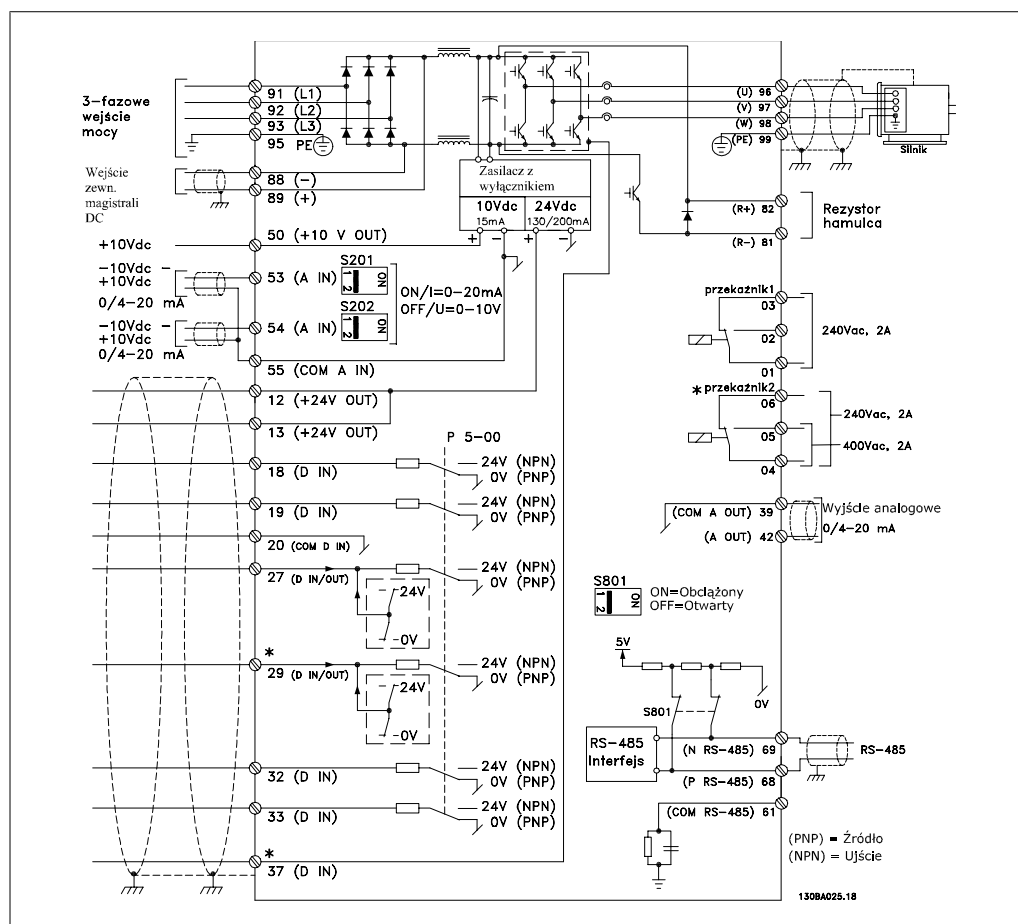 3-fazowe
wejście
mocy
91 (L1)
92 (L2)
93 (L3)
95 PE
Wejście
zewn.
magistrali
DC
88 (-)
89 (+)
+10Vdc
50 (+10 V OUT)
-10Vdc -
+10Vdc
0/4-20 mA
53 (A IN)
S201
ON
1 2
ON/I=0-20mA
OFF/U=0-10V
-10Vdc -
+10Vdc
0/4-20 mA
54 (A IN)
S202
ON
1 2
55 (COM A IN)
12 (+24V OUT)
13 (+24V OUT)
P 5-00
18 (D IN)
24V (NPN)
0V (PNP)
19 (D IN)
24V (NPN)
0V (PNP)
20 (COM D IN)
27 (D IN/OUT)
24V (NPN)
0V (PNP)
24V
0V
*
29 (D IN/OUT)
24V (NPN)
0V (PNP)
24V
0V
32 (D IN)
24V (NPN)
0V (PNP)
33 (D IN)
24V (NPN)
0V (PNP)
*
37 (D IN)
Zasilacz z
wyłącznikiem
10Vdc
15mA
24Vdc
130/200mA
+ - + -
(U) 96
(V) 97
(W) 98
(PE) 99
Silnik
(R+) 82
(R-) 81
Rezystor
hamulca
przekaźnik1
03
02
01
240Vac, 2A
* przekaźnik2
06
05
04
240Vac, 2A
400Vac, 2A
(COM A OUT) 39
(A OUT) 42
Wyjście analogowe
0/4-20 mA
S801
ON
1 2
ON=Obciążony
OFF=Otwarty
5V
0V
S801
RS-485
Interfejs
(N RS-485) 69
(P RS-485) 68
(COM RS-485) 61
RS-485
(PNP) = Źródło
(NPN) = Ujście
130BA025.18